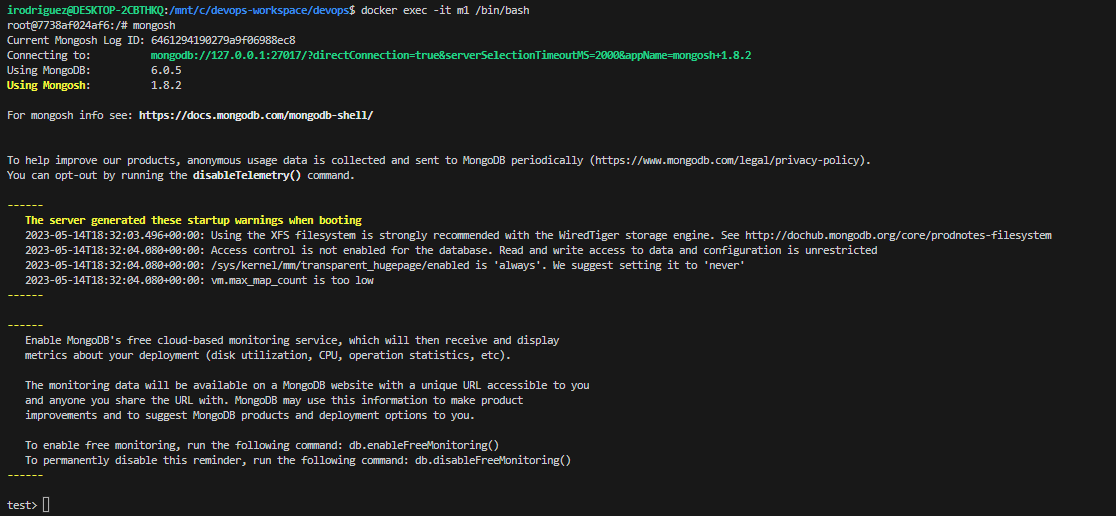 irodriguez@DESKTOP-2CBTHKQ:/mnt/c/devops-workspace/devops$ docker exec -it m1 /bin/bash
root@7738af024af6:/# mongosh
Current Mongosh Log ID: 6461294190279a9f06988ec8
Connecting to: mongodb://127.0.0.1:27017/?directConnection=true&serverSelectionTimeoutMS=2000&appName=mongosh+1.8.2
Using MongoDB: 6.0.5
Using Mongosh: 1.8.2
For mongosh info see: https://docs.mongodb.com/mongodb-shell/
To help improve our products, anonymous usage data is collected and sent to MongoDB periodically (https://www.mongodb.com/legal/privacy-policy).
You can opt-out by running the disableTelemetry() command.
------
The server generated these startup warnings when booting
2023-05-14T18:32:03.496+00:00: Using the XFS filesystem is strongly recommended with the WiredTiger storage engine. See http://dochub.mongodb.org/core/prodnotes-filesystem
2023-05-14T18:32:04.080+00:00: Access control is not enabled for the database. Read and write access to data and configuration is unrestricted
2023-05-14T18:32:04.080+00:00: /sys/kernel/mm/transparent_hugepage/enabled is 'always'. We suggest setting it to 'never'
2023-05-14T18:32:04.080+00:00: vm.max_map_count is too low
------
------
Enable MongoDB's free cloud-based monitoring service, which will then receive and display
metrics about your deployment (disk utilization, CPU, operation statistics, etc).
The monitoring data will be available on a MongoDB website with a unique URL accessible to you
and anyone you share the URL with. MongoDB may use this information to make product
improvements and to suggest MongoDB products and deployment options to you.
To enable free monitoring, run the following command: db.enableFreeMonitoring()
To permanently disable this reminder, run the following command: db.disableFreeMonitoring()
------
test>